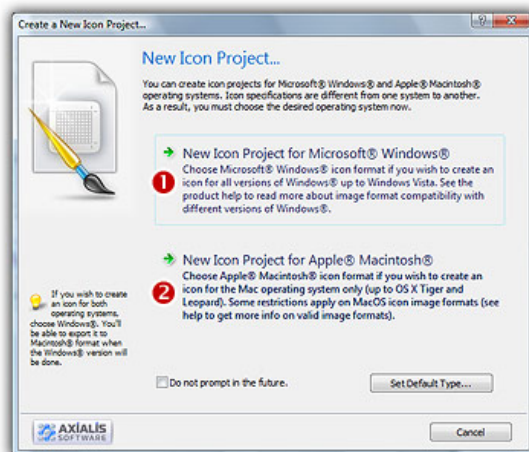 Create a New Icon Project...
New Icon Project...
You can create icon projects for Microsoft® Windows® and Apple® Macintosh®
operating systems. Icon specifications are different from one system to another.
As a result, you must choose the desired operating system now.
New Icon Project for Microsoft® Windows®
1
Choose Microsoft® Windows® icon format if you wish to create an
icon for all versions of Windows® up to Windows Vista. See the
product help to read more about image format compatibility with
different versions of Windows®.
New Icon Project for Apple® Macintosh®
2
Choose Apple® Macintosh® icon format if you wish to create an
icon for the Mac operating system only (up to OS X Tiger and
Leopard). Some restrictions apply on MacOS icon image formats (see
help to get more info on valid image formats).
If you wish to create
an icon for both
operating systems,
choose Windows®. You'll
be able to export it to
Macintosh® format when
the Windows® version will
be done.
Do not prompt in the future.
Set Default Type...
AXIALIS
SOFTWARE
Cancel